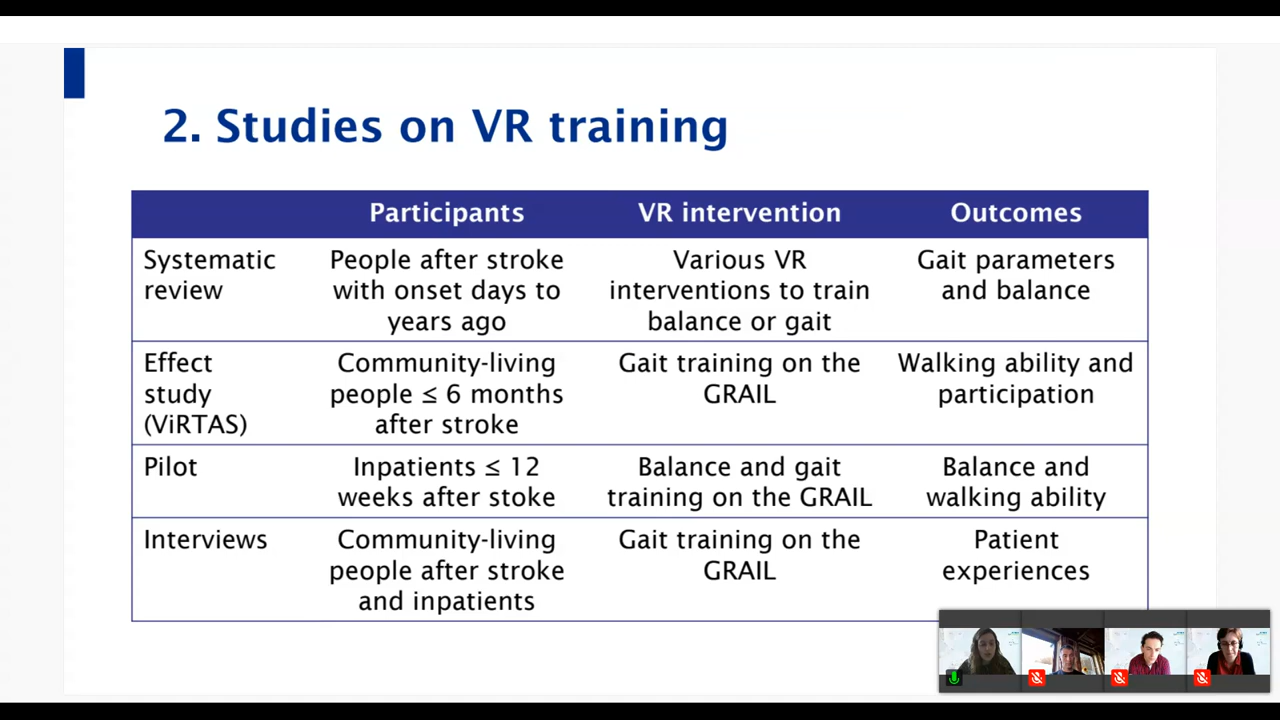 2. Studies on VR training
Participants
VR intervention
Outcomes
Systematic
review
People after stroke
with onset days to
years ago
Various VR
interventions to train
balance or gait
Gait parameters
and balance
Effect
study
(ViRTAS)
Community-living
people ≤ 6 months
after stroke
Gait training on the
GRAIL
Walking ability and
participation
Pilot
Inpatients ≤ 12
weeks after stoke
Balance and gait
training on the GRAIL
Balance and
walking ability
Interviews
Community-living
people after stroke
and inpatients
Gait training on the
GRAIL
Patient
experiences